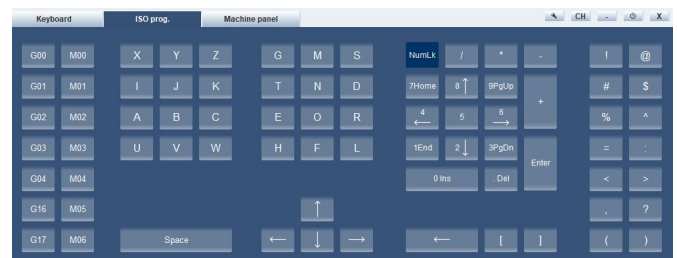 Keyboard ISO prog. Machine panel CH - X
G00 M00 X Y Z G M S NumLk / * - ! @
G01 M01 I J K T N D 7Home 8 ↑ 9PgUp + # $
G02 M02 A B C E O R 4 ← 5 6 → % ^
G03 M03 U V W H F L 1End 2 ↓ 3PgDn Enter = :
G04 M04 0 Ins . Del < >
G16 M05 ↑ , ?
G17 M06 Space ← ↓ → ← [ ] ( )